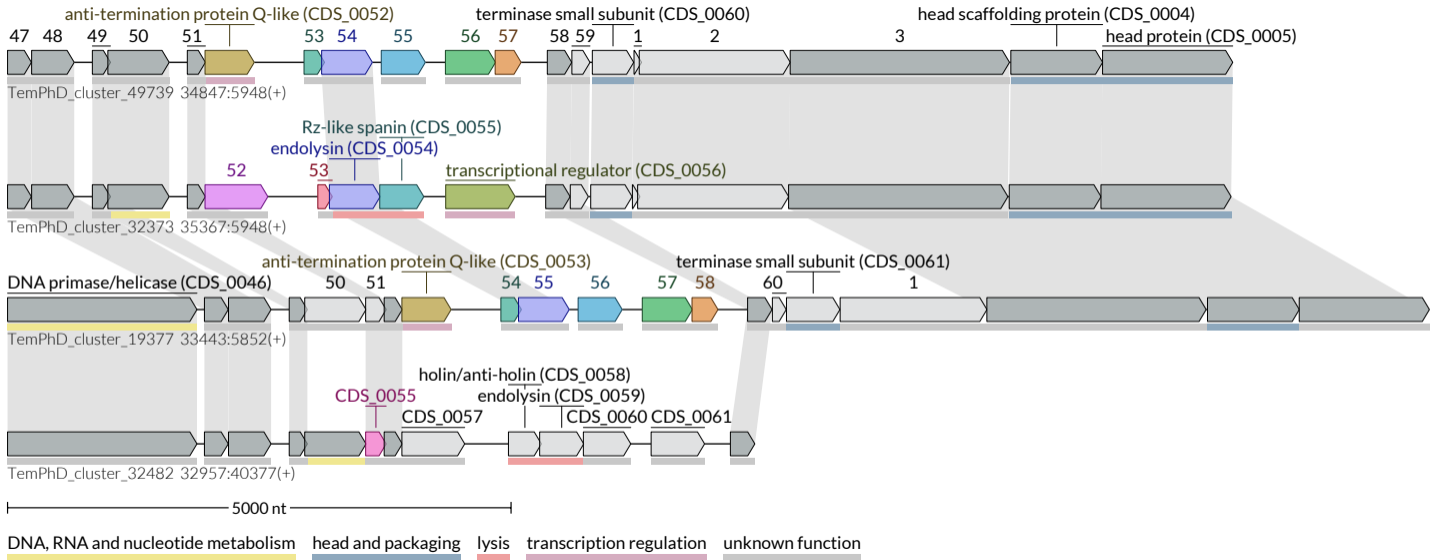 anti-termination protein Q-like (CDS_0052) terminase small subunit (CDS_0060) head scaffolding protein (CDS_0004)
47 48 49 50 51 53 54 55 56 57 58 59 1 2 3 head protein (CDS_0005)
TemPhD_cluster_49739 34847:5948(+)
Rz-like spanin (CDS_0055)
endolysin (CDS_0054)
52 53 transcriptional regulator (CDS_0056)
TemPhD_cluster_32373 35367:5948(+)
anti-termination protein Q-like (CDS_0053) terminase small subunit (CDS_0061)
DNA primase/helicase (CDS_0046) 50 51 54 55 56 57 58 60 1
TemPhD_cluster_19377 33443:5852(+)
holin/anti-holin (CDS_0058)
CDS_0055 endolysin (CDS_0059)
CDS_0057 CDS_0060 CDS_0061
TemPhD_cluster_32482 32957:40377(+)
5000 nt
DNA, RNA and nucleotide metabolism head and packaging lysis transcription regulation unknown function